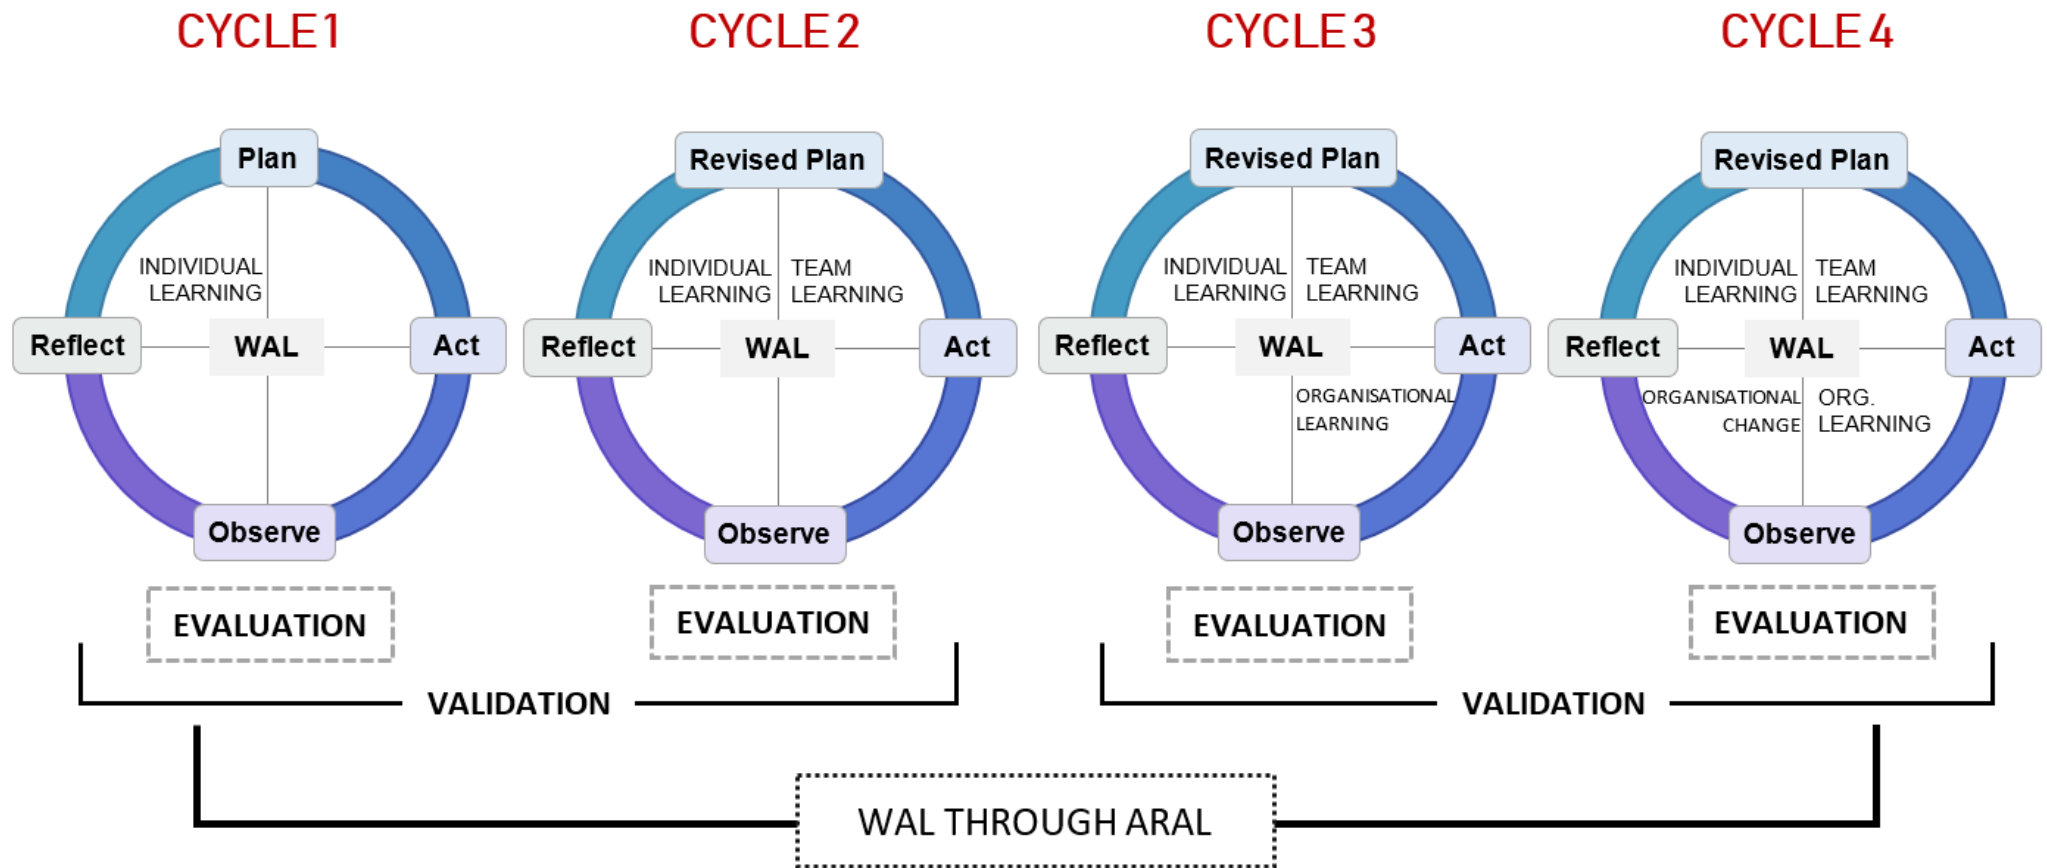 CYCLE 1
CYCLE 2
CYCLE 3
CYCLE 4
Plan
INDIVIDUAL
LEARNING
Reflect
WAL
Act
Observe
Revised Plan
INDIVIDUAL
LEARNING
TEAM
LEARNING
Reflect
WAL
Act
Observe
Revised Plan
INDIVIDUAL
LEARNING
TEAM
LEARNING
Reflect
WAL
Act
ORGANISATIONAL
LEARNING
Observe
Revised Plan
INDIVIDUAL
LEARNING
TEAM
LEARNING
Reflect
WAL
Act
ORGANISATIONAL
CHANGE
ORG.
LEARNING
Observe
EVALUATION
EVALUATION
EVALUATION
EVALUATION
VALIDATION
VALIDATION
WAL THROUGH ARAL